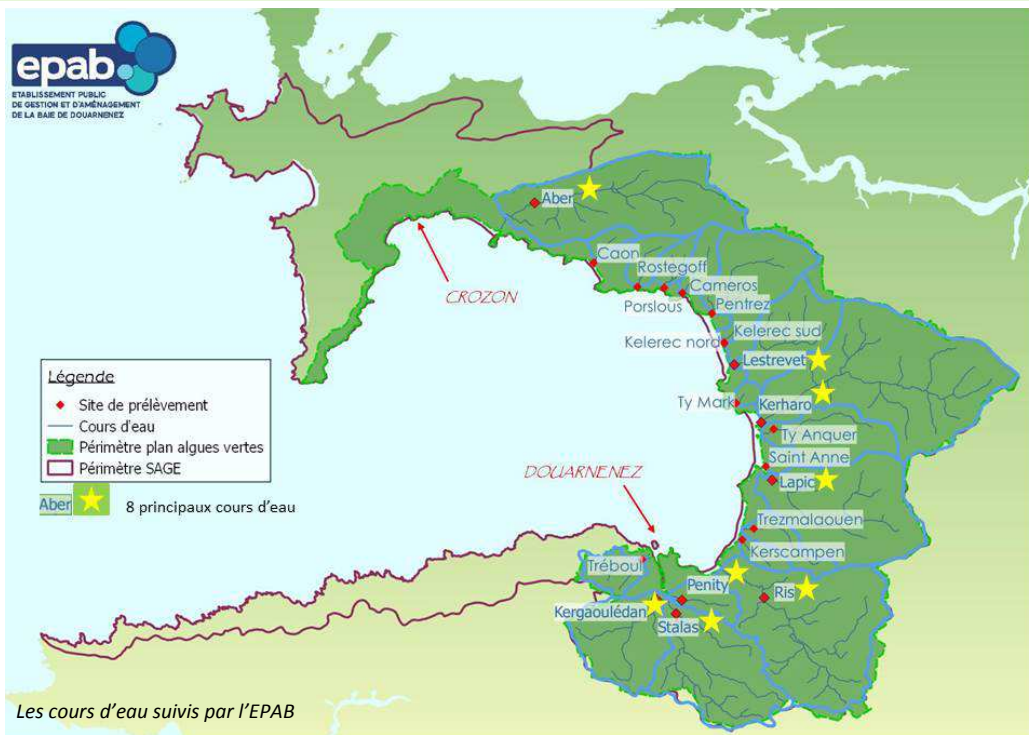 epab
ETABLISSEMENT PUBLIC
DE GESTION ET D'AMÉNAGEMENT
DE LA BAIE DE DOUARNENEZ
Aber
Caon
Rostegoff
Cameros
Porslous
Pentrez
CROZON
Kelerec sud
Kelerec nord
Lestrevet
Ty Mark
Kerharo
Ty Anquer
Saint Anne
Lapic
DOUARNENEZ
Trezmalaouen
Kerscampen
Tréboul
Penity
Ris
Kergaoulédan
Stalas
Légende
Site de prélèvement
Cours d'eau
Périmètre plan algues vertes
Périmètre SAGE
Aber
8 principaux cours d'eau
Les cours d'eau suivis par l'EPAB